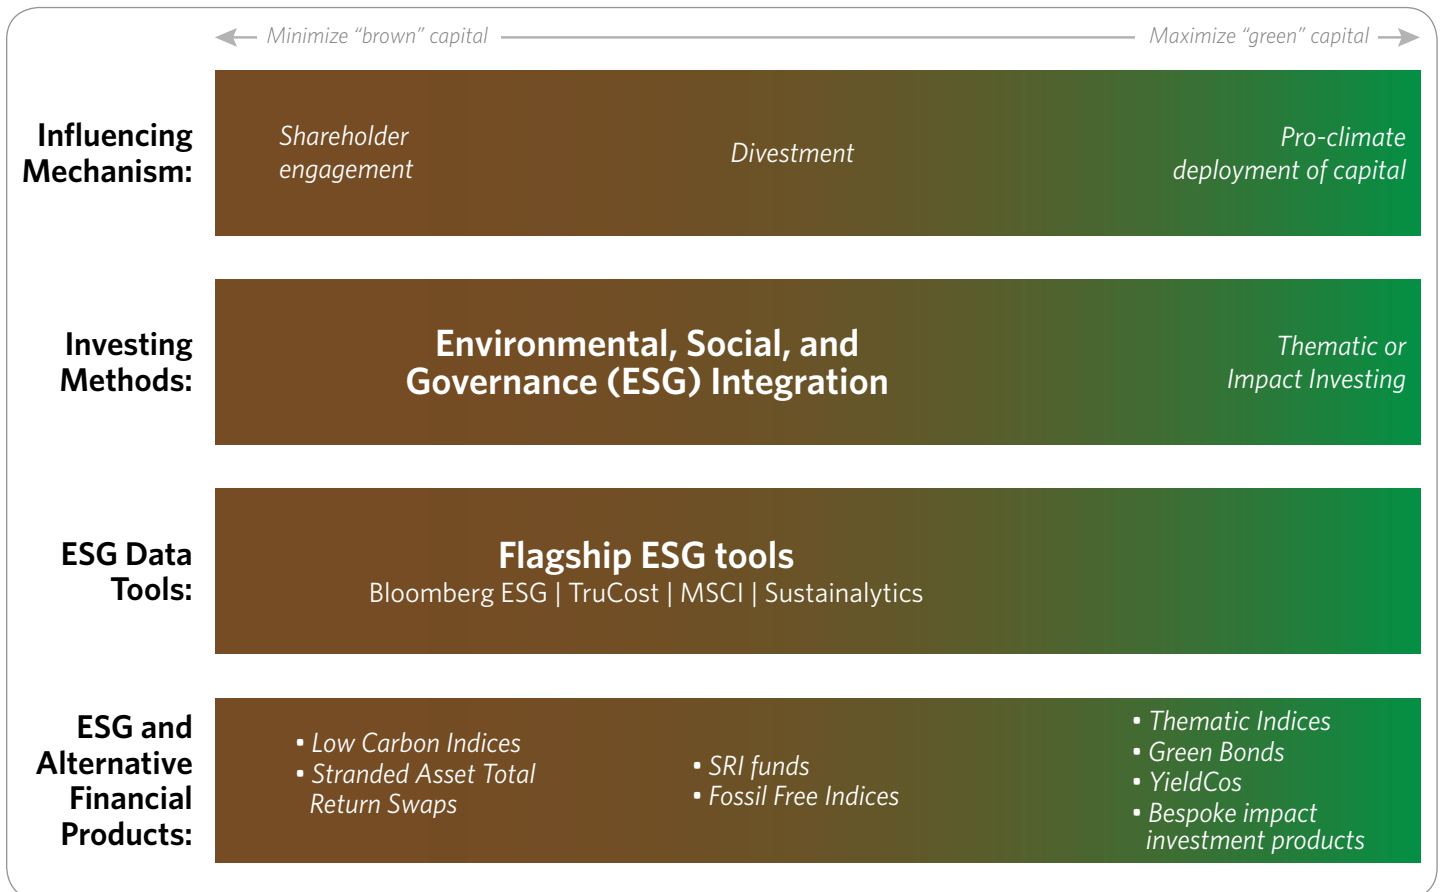 Minimize “brown” capital
Maximize “green” capital
Influencing
Mechanism:
Shareholder
engagement
Divestment
Pro-climate
deployment of capital
Investing
Methods:
Environmental, Social, and
Governance (ESG) Integration
Thematic or
Impact Investing
ESG Data
Tools:
Flagship ESG tools
Bloomberg ESG | TruCost | MSCI | Sustainalytics
ESG and
Alternative
Financial
Products:
• Low Carbon Indices
• Stranded Asset Total
Return Swaps
• SRI funds
• Fossil Free Indices
• Thematic Indices
• Green Bonds
• YieldCos
• Bespoke impact
investment products